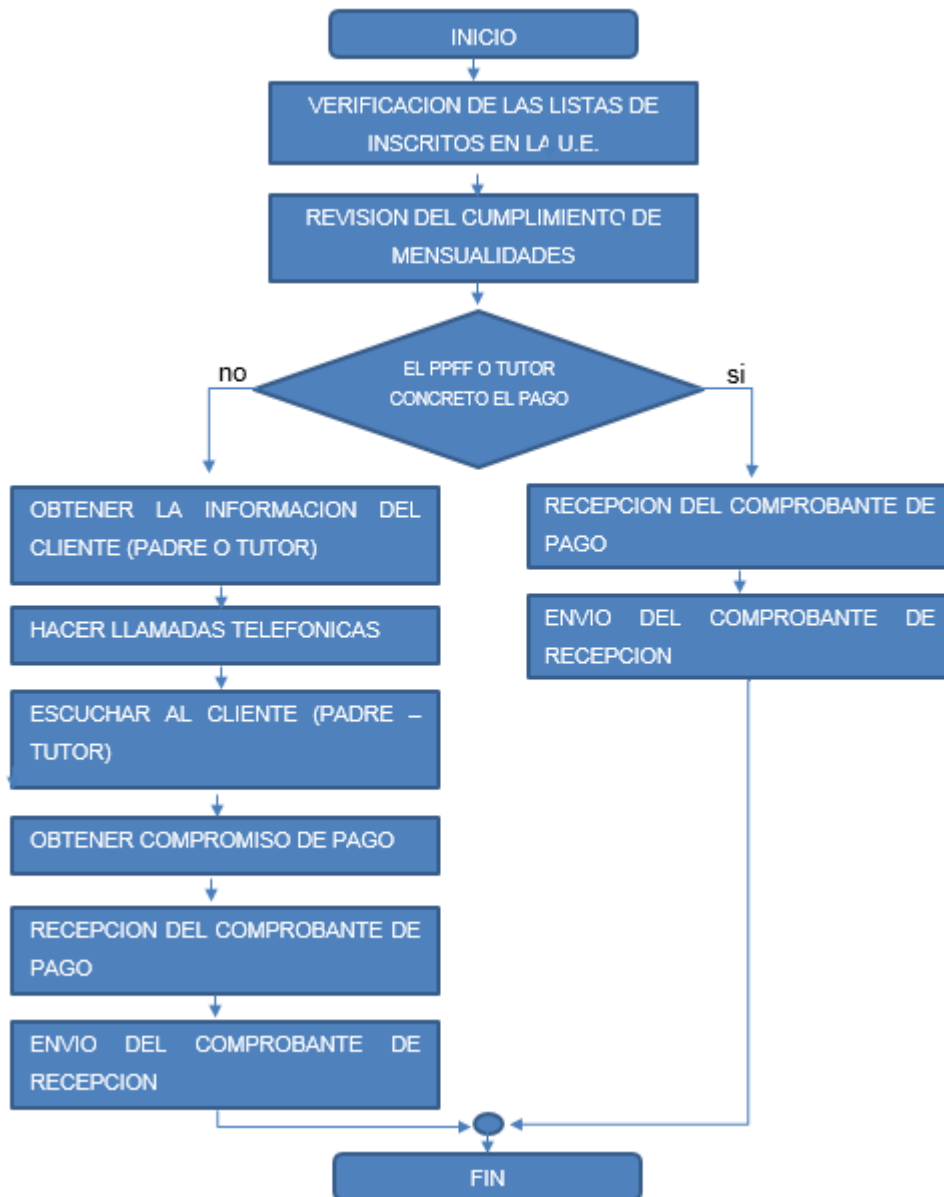 INICIO
VERIFICACION DE LAS LISTAS DE
INSCRITOS EN LA U.E.
REVISION DEL CUMPLIMIENTO DE
MENSUALIDADES
EL PPFF O TUTOR
CONCRETO EL PAGO
no
si
OBTENER LA INFORMACION DEL
CLIENTE (PADRE O TUTOR)
HACER LLAMADAS TELEFONICAS
ESCUCHAR AL CLIENTE (PADRE –
TUTOR)
OBTENER COMPROMISO DE PAGO
RECEPCION DEL COMPROBANTE DE
PAGO
ENVIO DEL COMPROBANTE DE
RECEPCION
RECEPCION DEL COMPROBANTE DE
PAGO
ENVIO DEL COMPROBANTE DE
RECEPCION
FIN